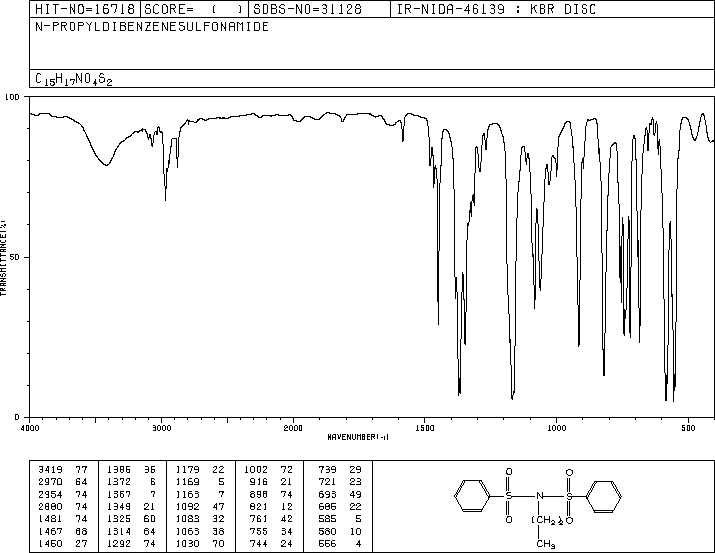 HIT-NO=16718 SCORE= ( ) SDBS-NO=31128 IR-NIDA-46139 : KBR DISC
N-PROPYLDIBENZENESULFONAMIDE
C15H17NO4S2
100
50
0
TRANSMITTANCE(%)
4000 3000 2000 1500 1000 500
WAVENUMBER(-1)
3419 77 1386 36 1179 22 1002 72 739 29
2970 64 1372 6 1169 5 916 21 721 23
2954 74 1367 7 1163 7 898 74 693 49
2880 74 1349 21 1092 47 821 12 686 22
1481 74 1325 60 1083 32 761 42 585 5
1467 68 1314 64 1063 38 755 34 580 10
1450 27 1292 74 1030 70 744 24 556 4
O O
S N S
O (CH2)2 O
CH3